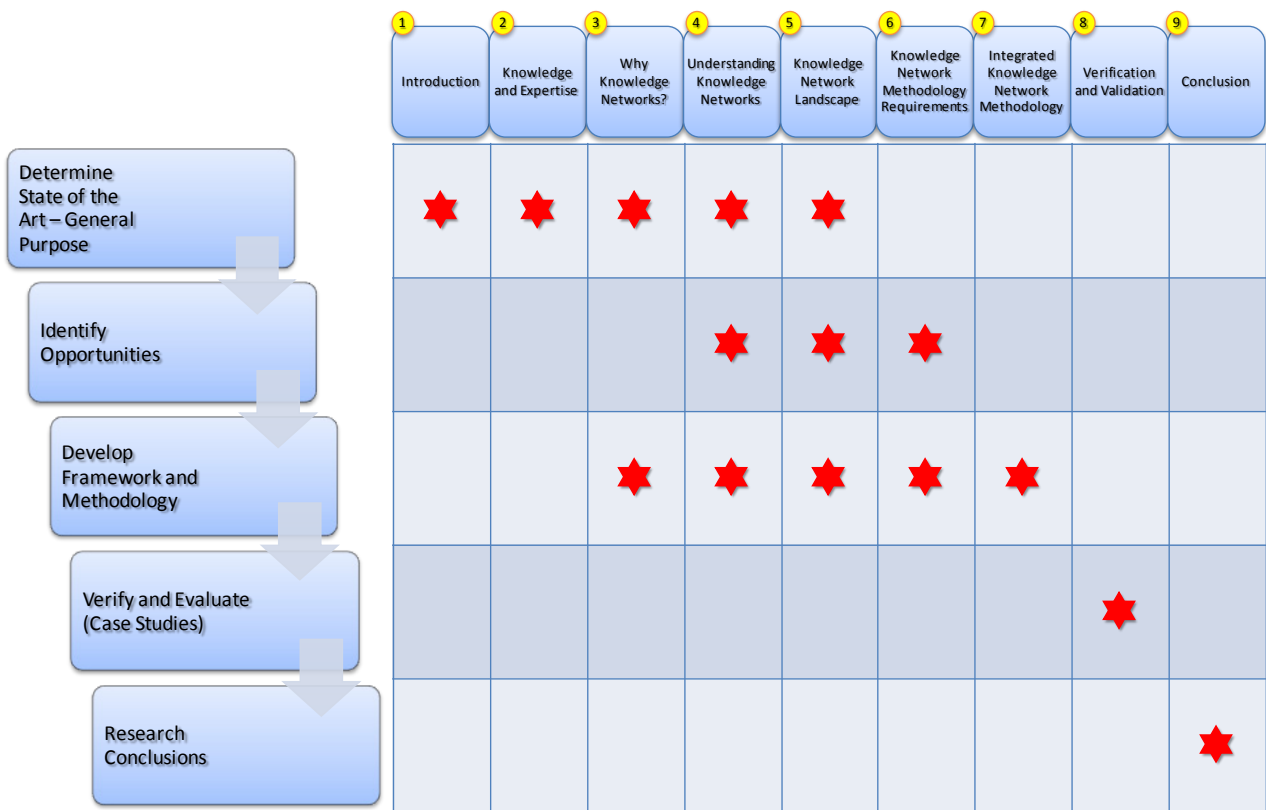 1
2
3
4
5
6
7
8
9
Introduction
Knowledge
and Expertise
Why
Knowledge
Networks?
Understanding
Knowledge
Networks
Knowledge
Network
Landscape
Knowledge
Network
Methodology
Requirements
Integrated
Knowledge
Network
Methodology
Verification
and Validation
Conclusion
Determine
State of the
Art – General
Purpose
Identify
Opportunities
Develop
Framework and
Methodology
Verify and Evaluate
(Case Studies)
Research
Conclusions